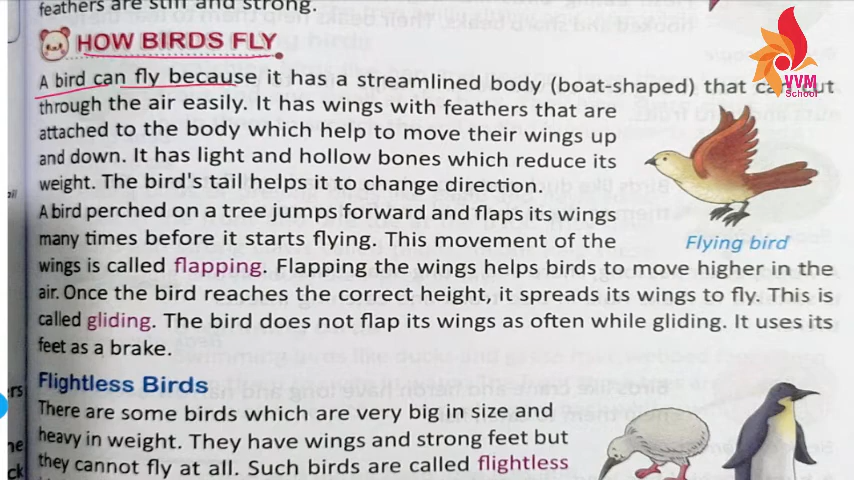 feathers are still and strong.
HOW BIRDS FLY
A bird can fly because it has a streamlined body (boat-shaped) that can cut
through the air easily. It has wings with feathers that are
attached to the body which help to move their wings up
and down. It has light and hollow bones which reduce its
weight. The bird's tail helps it to change direction.
A bird perched on a tree jumps forward and flaps its wings
many times before it starts flying. This movement of the
wings is called flapping. Flapping the wings helps birds to move higher in the
air. Once the bird reaches the correct height, it spreads its wings to fly. This is
called gliding. The bird does not flap its wings as often while gliding. It uses its
feet as a brake.
Flying bird
Flightless Birds
There are some birds which are very big in size and
heavy in weight. They have wings and strong feet but
they cannot fly at all. Such birds are called flightless
YVM
School